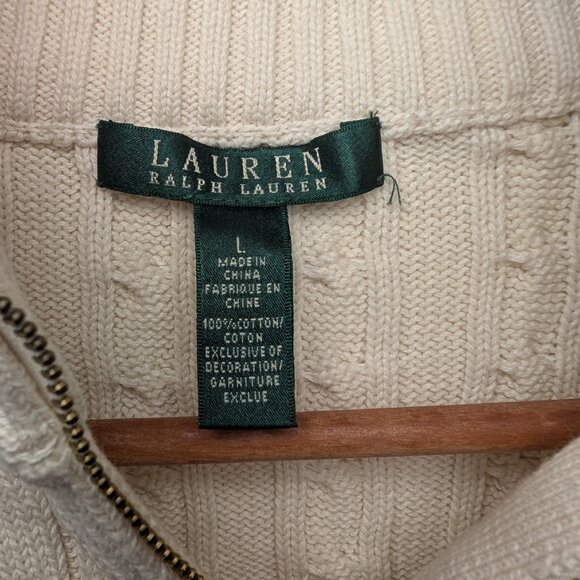 LAUREN
RALPH LAUREN
L
MADE IN
CHINA
FABRIQUE EN
CHINE
100%COTTON/
COTON
EXCLUSIVE OF
DECORATION/
GARNITURE
EXCLUE